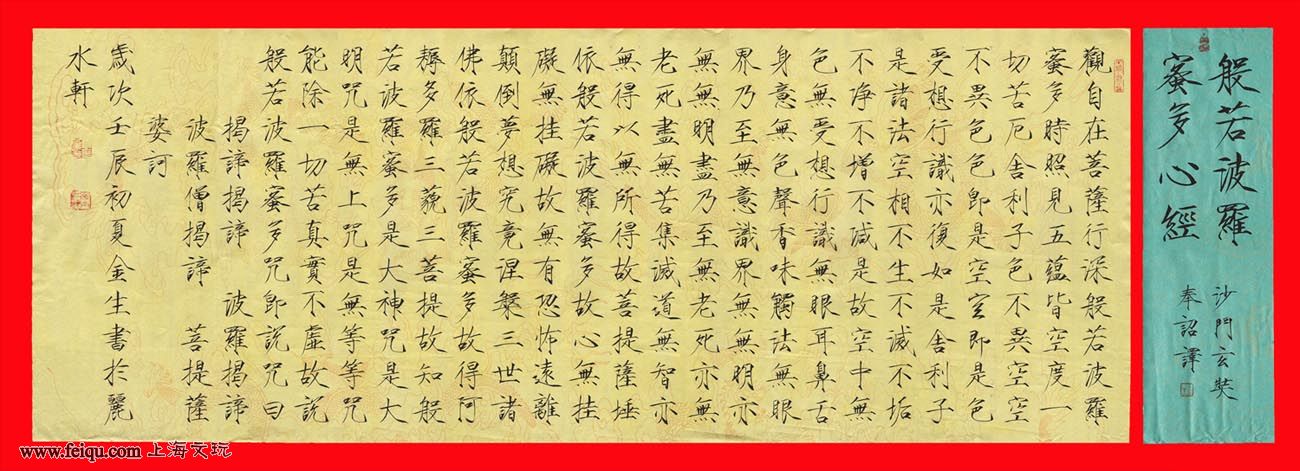 般若波羅
蜜多心經
沙門玄奘
奉詔譯
觀自在菩薩行深般若波羅
蜜多時照見五蘊皆空度一
切苦厄舍利子色不異空空
不異色色即是空空即是色
受想行識亦復如是舍利子
是諸法空相不生不滅不垢
不淨不增不減是故空中無
色無受想行識無眼耳鼻舌
身意無色聲香味觸法無眼
界乃至無意識界無無明亦
無無明盡乃至無老死亦無
老死盡無苦集滅道無智亦
無得以無所得故菩提薩埵
依般若波羅蜜多故心無挂
礙無挂礙故無有恐怖遠離
顛倒夢想究竟涅槃三世諸
佛依般若波羅蜜多故得阿
耨多羅三藐三菩提故知般
若波羅蜜多是大神咒是大
明咒是無上咒是無等等咒
能除一切苦真實不虛故說
般若波羅蜜多咒即說咒曰
揭諦揭諦 波羅揭諦
波羅僧揭諦 菩提薩
婆訶
歲次壬辰初夏金生書於麗
水軒
www.feiqu.com 上海文玩